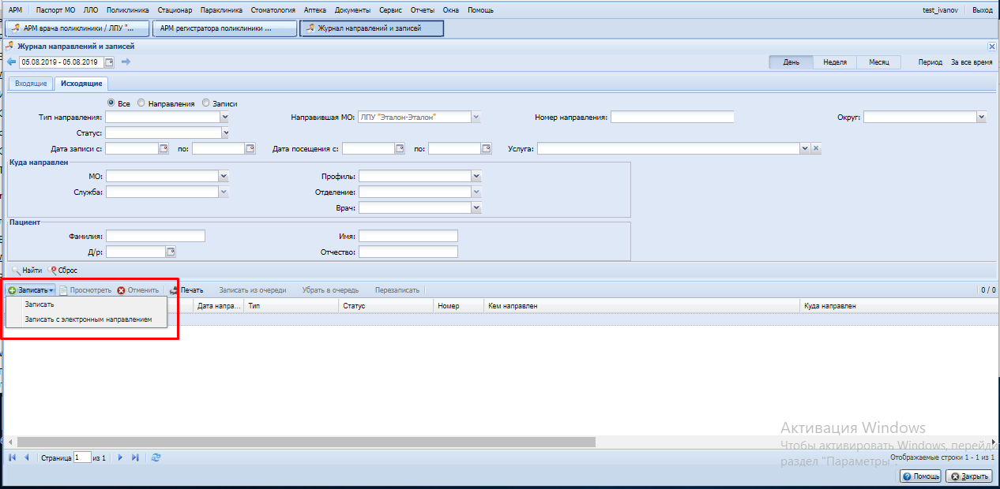 АРМ Паспорт МО ЛЛО Поликлиника Стационар Параклиника Стоматология Аптека Документы Сервис Отчеты Окна Помощь test_ivanov Выход
АРМ врача поликлиники / ЛПУ "... АРМ регистратора поликлиники ... Журнал направлений и записей
Журнал направлений и записей
05.08.2019 - 05.08.2019 День Неделя Месяц Период За все время
Входящие Исходящие
Все Направления Записи
Тип направления: Направившая МО: ЛПУ "Эталон-Эталон" Номер направления: Округ:
Статус:
Дата записи с: по: Дата посещения с: по: Услуга:
Куда направлен
МО: Профиль:
Служба: Отделение:
Врач:
Пациент
Фамилия: Имя:
Д/р: Отчество:
Найти Сброс
Записать Просмотреть Отменить Печать Записать из очереди Убрать в очередь Перезаписать 0 / 0
Записать
Записать с электронным направлением
Дата напра... Тип Статус Номер Кем направлен Куда направлен
Активация Windows
Чтобы активировать Windows, перейди
раздел "Параметры".
Страница 1 из 1 Отображаемые строки 1 - 1 из 1
Помощь Закрыть